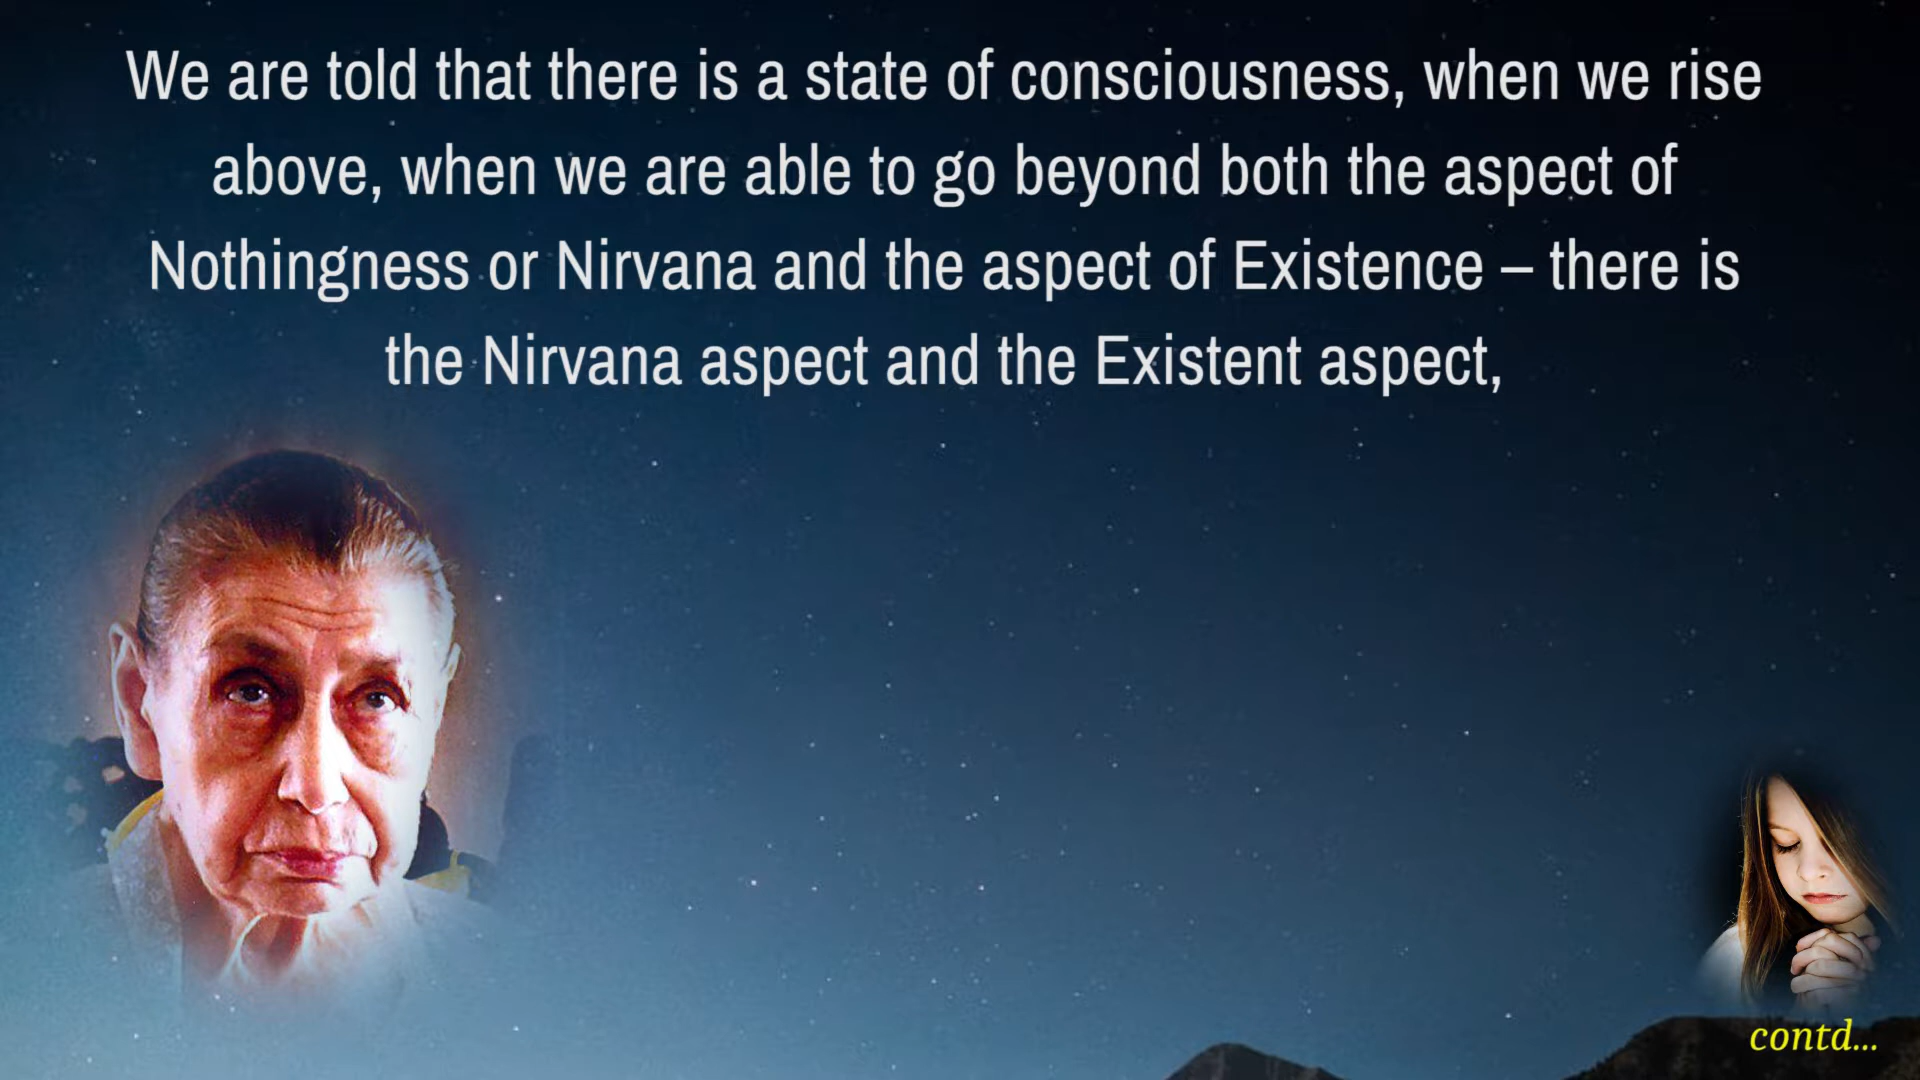 We are told that there is a state of consciousness, when we rise
above, when we are able to go beyond both the aspect of
Nothingness or Nirvana and the aspect of Existence – there is
the Nirvana aspect and the Existent aspect,
contd...